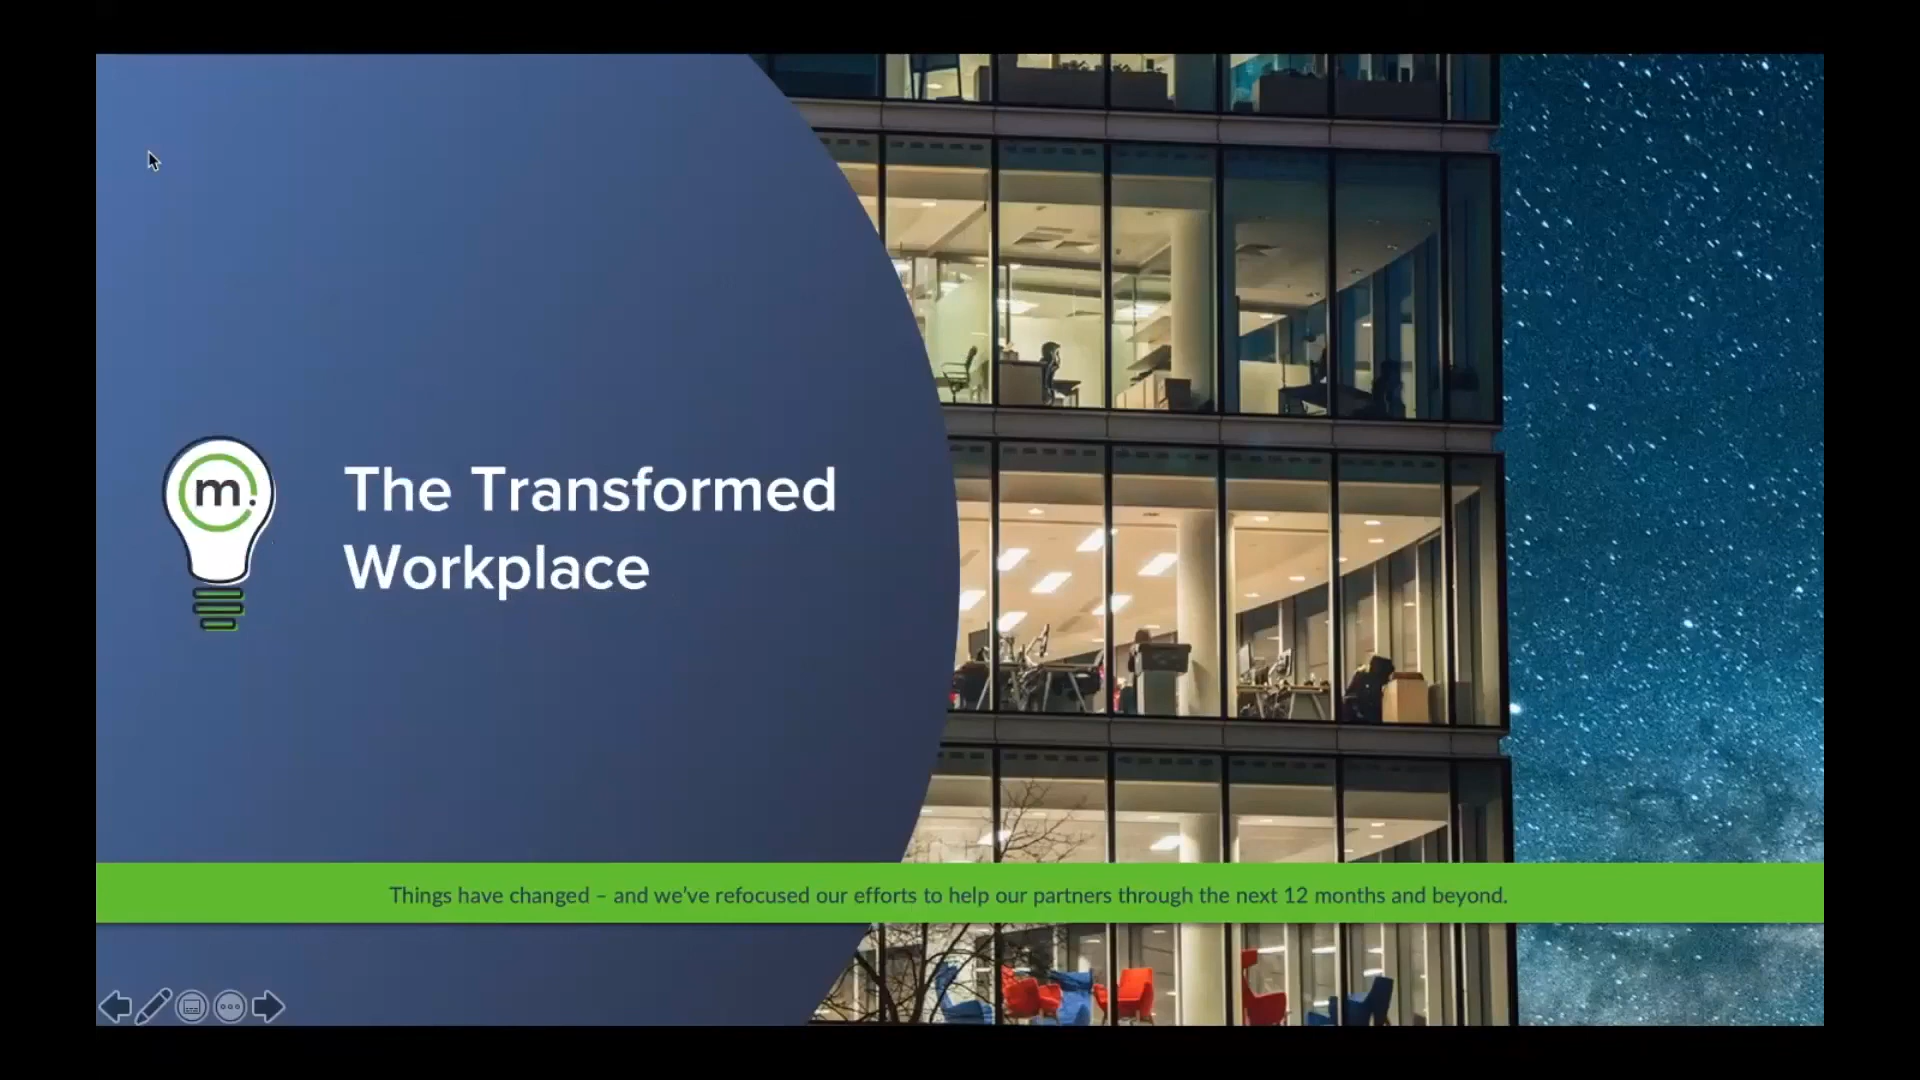 m.
The Transformed
Workplace
Things have changed – and we've refocused our efforts to help our partners through the next 12 months and beyond.